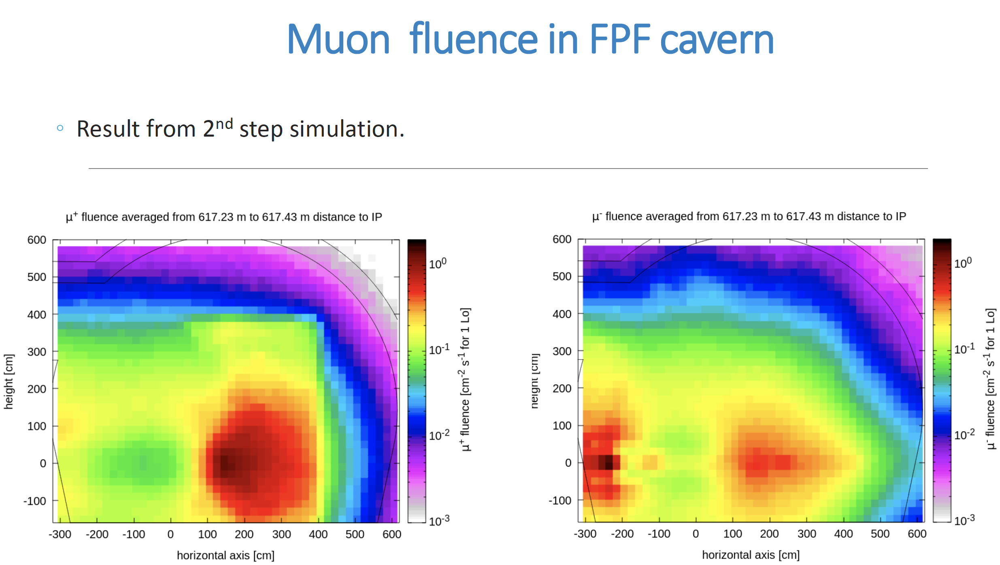 Muon fluence in FPF cavern
◦ Result from 2nd step simulation.
μ+ fluence averaged from 617.23 m to 617.43 m distance to IP
600
500
400
300
200
100
0
-100
height [cm]
-300 -200 -100 0 100 200 300 400 500 600
horizontal axis [cm]
10^0
10^-1
10^-2
10^-3
μ+ fluence [cm-2 s-1 for 1 Lo]
μ- fluence averaged from 617.23 m to 617.43 m distance to IP
600
500
400
300
200
100
0
-100
height [cm]
-300 -200 -100 0 100 200 300 400 500 600
horizontal axis [cm]
10^0
10^-1
10^-2
10^-3
μ- fluence [cm-2 s-1 for 1 Lo]